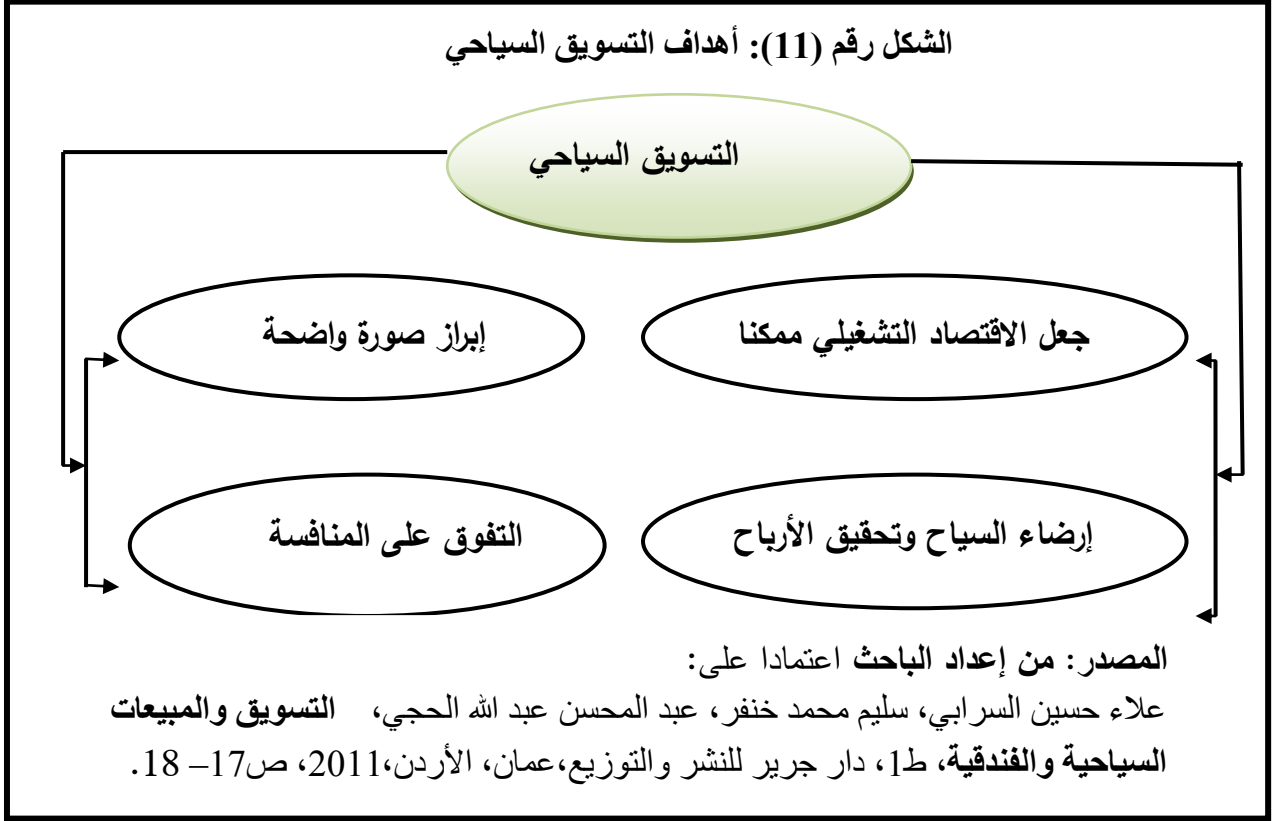 الشكل رقم (11): أهداف التسويق السياحي
التسويق السياحي
جعل الاقتصاد التشغيلي ممكنا
إبراز صورة واضحة
إرضاء السياح وتحقيق الأرباح
التفوق على المنافسة
المصدر: من إعداد الباحث اعتمادا على:
علاء حسين السرابي، سليم محمد خنفر، عبد المحسن عبد الله الحجي، التسويق والمبيعات
السياحية والفندقية، ط1، دار جرير للنشر والتوزيع،عمان، الأردن،2011، ص17– 18.